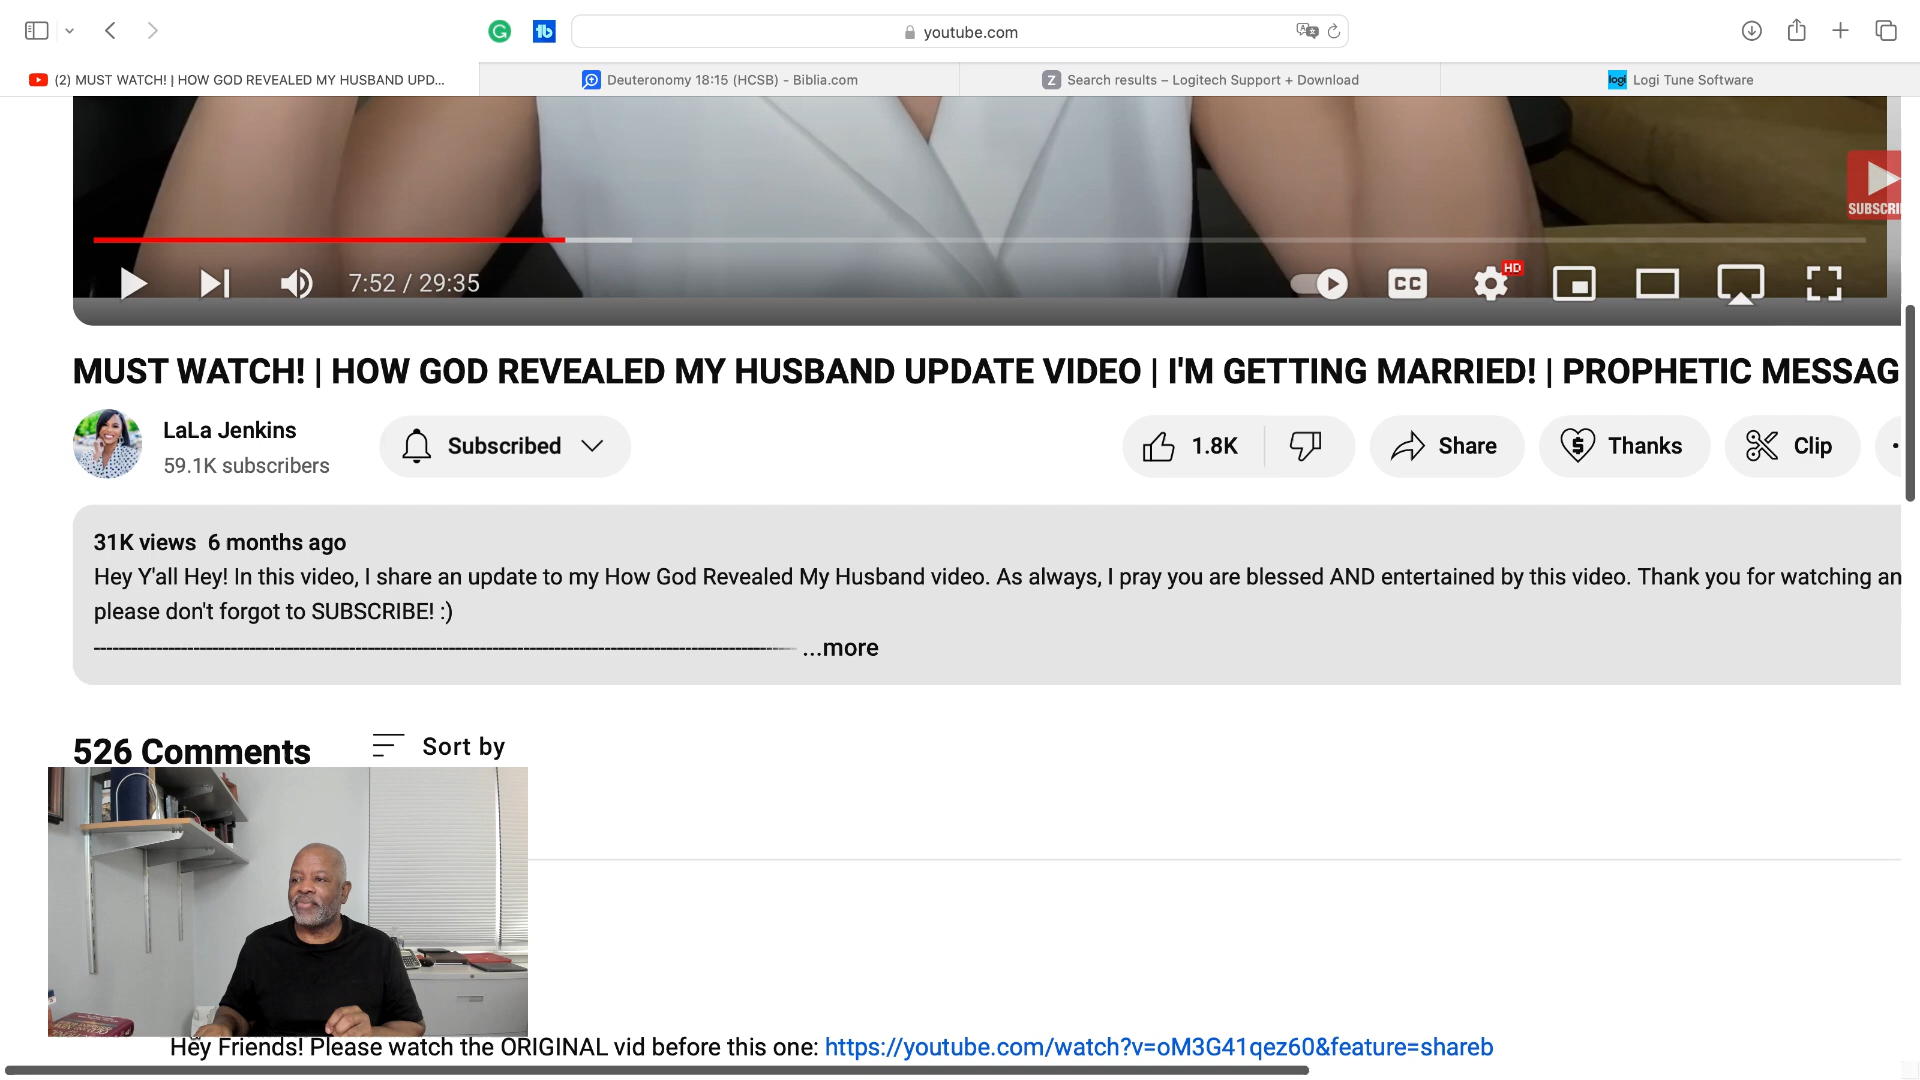 youtube.com
(2) MUST WATCH! | HOW GOD REVEALED MY HUSBAND UPD...
Deuteronomy 18:15 (HCSB) - Biblia.com
Z Search results – Logitech Support + Download
logi Logi Tune Software
SUBSCRI
7:52 / 29:35
CC
HD
MUST WATCH! | HOW GOD REVEALED MY HUSBAND UPDATE VIDEO | I'M GETTING MARRIED! | PROPHETIC MESSAG
LaLa Jenkins
59.1K subscribers
Subscribed
1.8K
Share
Thanks
Clip
31K views 6 months ago
Hey Y'all Hey! In this video, I share an update to my How God Revealed My Husband video. As always, I pray you are blessed AND entertained by this video. Thank you for watching an
please don't forgot to SUBSCRIBE! :)
...more
526 Comments
Sort by
Hey Friends! Please watch the ORIGINAL vid before this one: https://youtube.com/watch?v=oM3G41qez60&feature=shareb